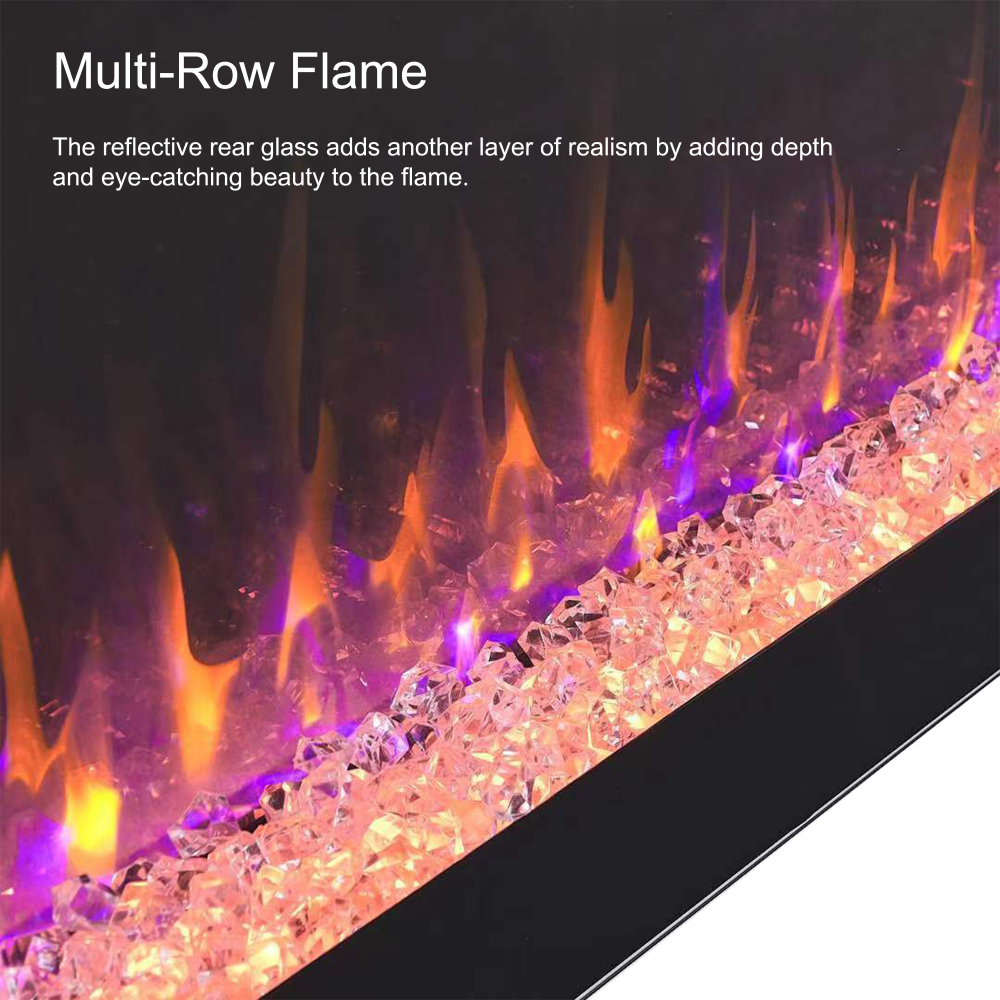 Multi-Row Flame
The reflective rear glass adds another layer of realism by adding depth
and eye-catching beauty to the flame.